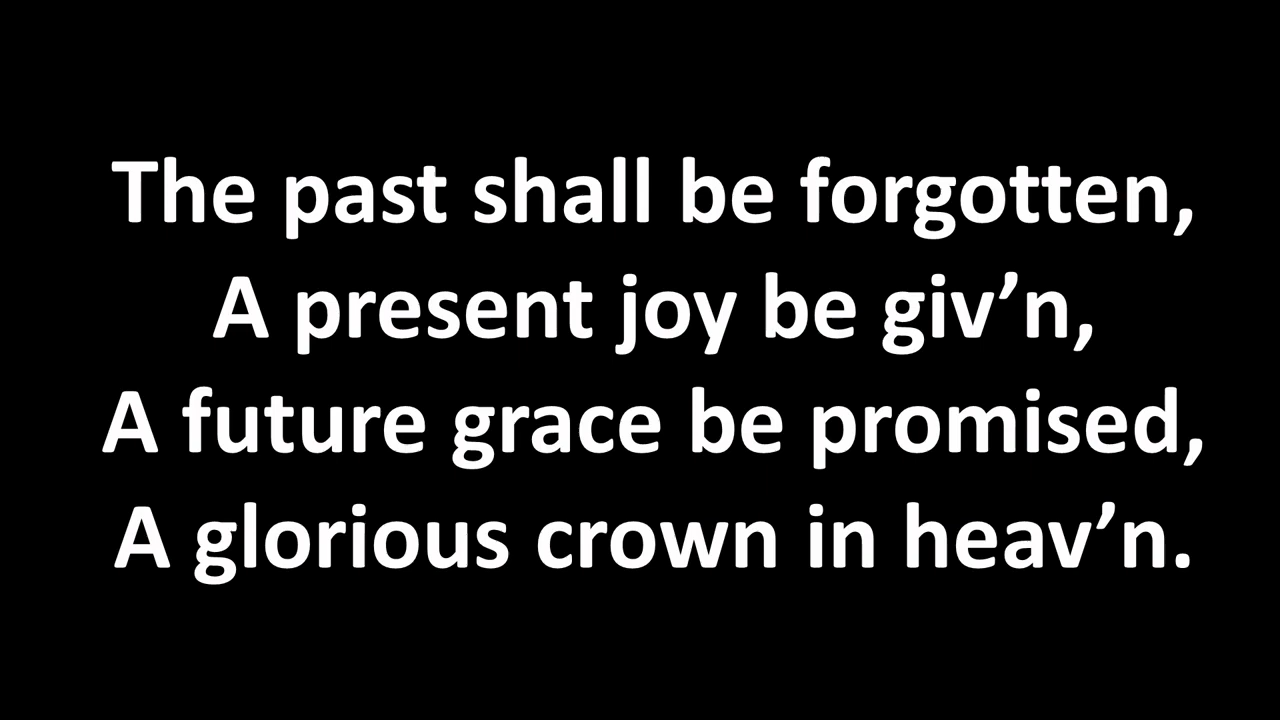 The past shall be forgotten,
A present joy be giv’n,
A future grace be promised,
A glorious crown in heav’n.